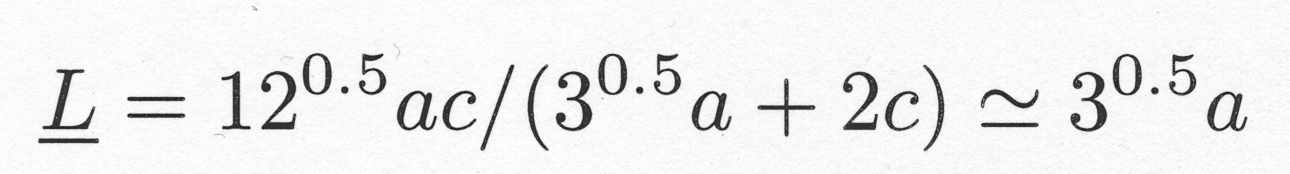 L = 12^{0.5}ac/(3^{0.5}a + 2c) ≃ 3^{0.5}a